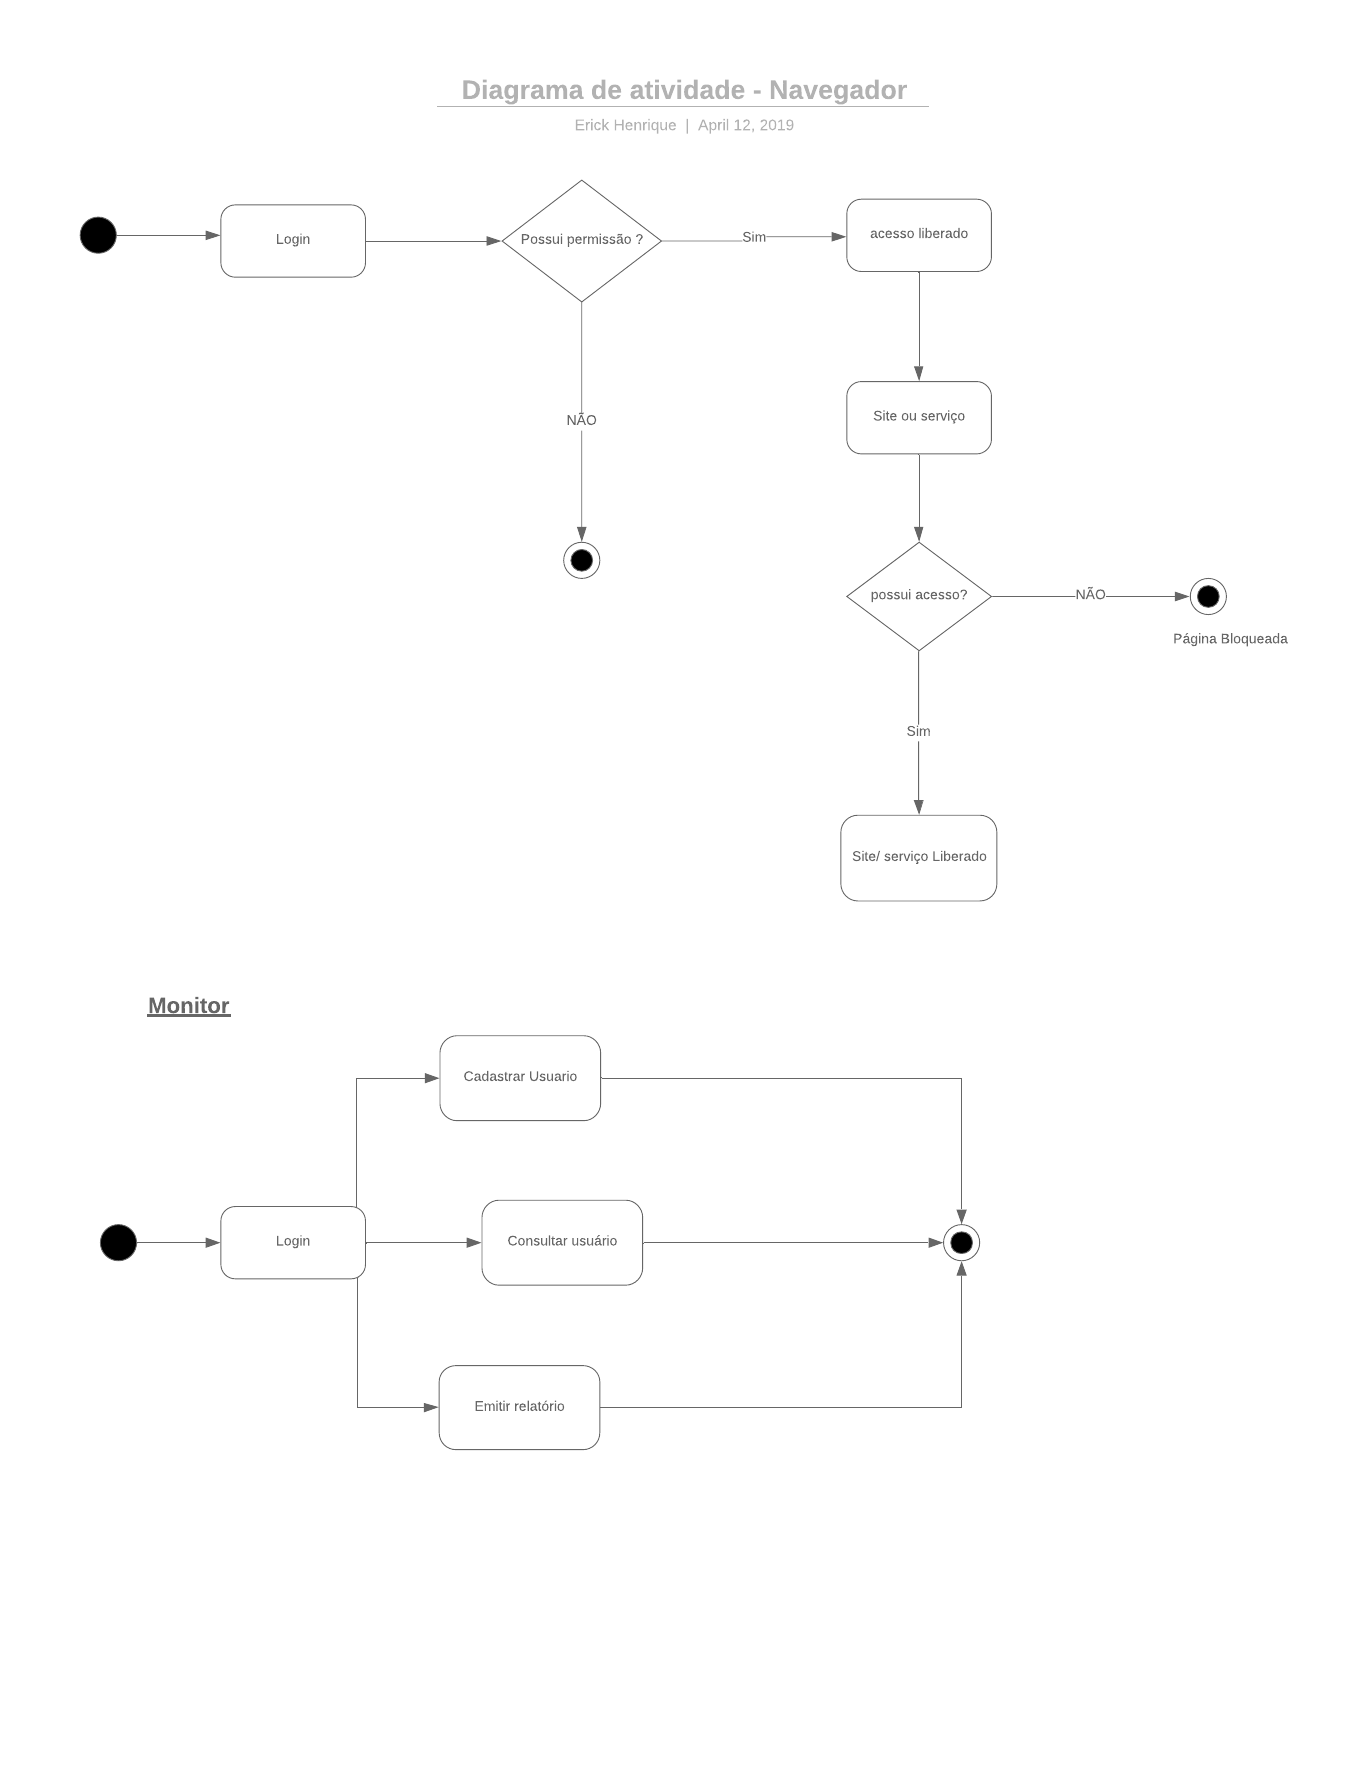 Diagrama de atividade - Navegador
Erick Henrique | April 12, 2019
Login
Possui permissão ?
Sim
acesso liberado
NÃO
Site ou serviço
possui acesso?
NÃO
Página Bloqueada
Sim
Site/ serviço Liberado
Monitor
Cadastrar Usuario
Login
Consultar usuário
Emitir relatório